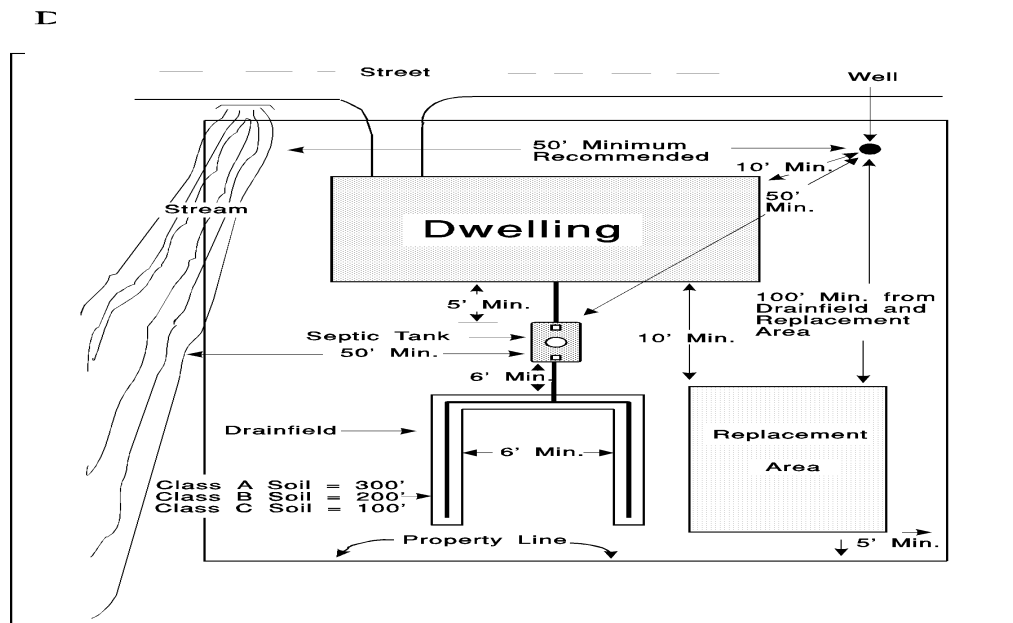 D
Street
Well
50' Minimum
Recommended
10' Min.
50'
Min.
Stream
Dwelling
5' Min.
100' Min. from
Drainfield and
Replacement
Area
Septic Tank
10' Min.
50' Min.
6' Min.
Drainfield
Replacement
Area
6' Min.
Class A Soil = 300'
Class B Soil = 200'
Class C Soil = 100'
Property Line
5' Min.